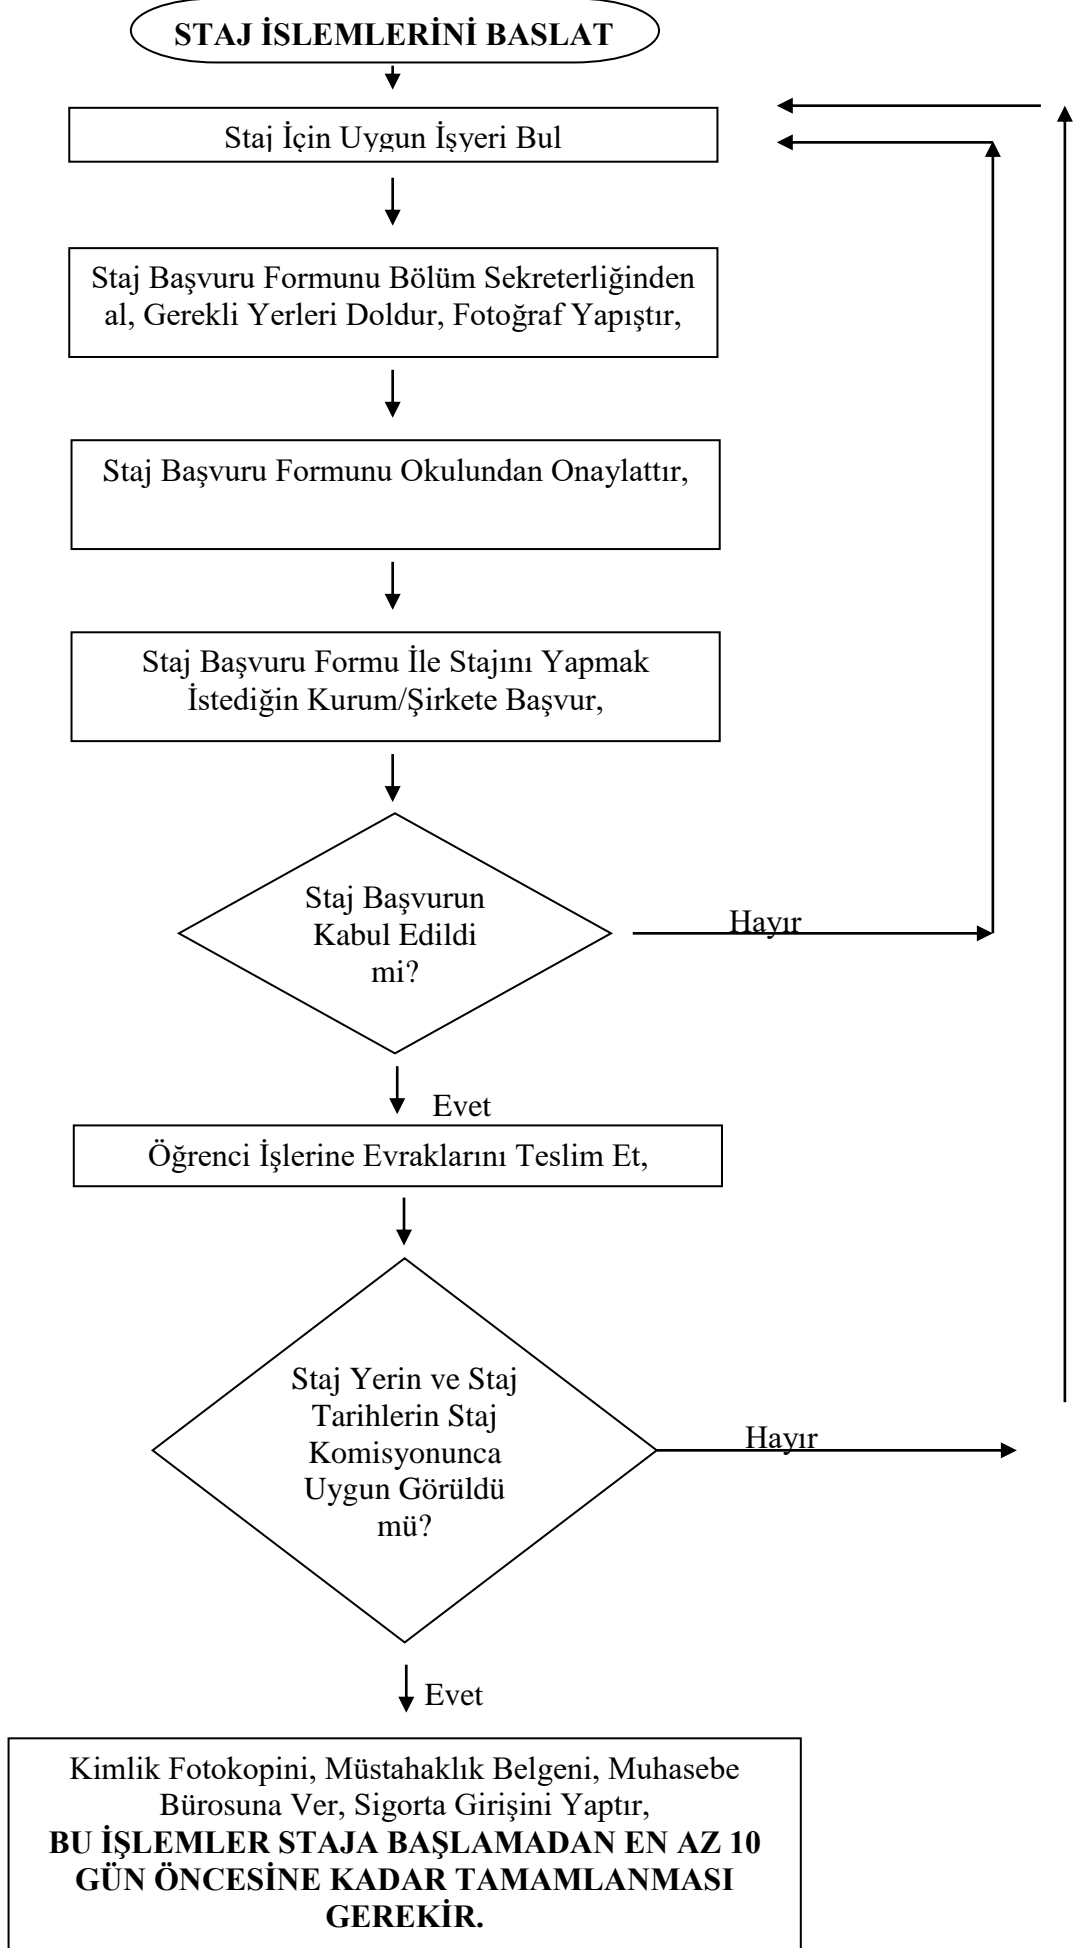 STAJ İSLEMLERİNİ BASLAT
Staj İçin Uygun İşyeri Bul
Staj Başvuru Formunu Bölüm Sekreterliğinden
al, Gerekli Yerleri Doldur, Fotoğraf Yapıştır,
Staj Başvuru Formunu Okulundan Onaylattır,
Staj Başvuru Formu İle Stajını Yapmak
İstediğin Kurum/Şirkete Başvur,
Staj Başvurun
Kabul Edildi
mi?
Hayır
Evet
Öğrenci İşlerine Evraklarını Teslim Et,
Staj Yerin ve Staj
Tarihlerin Staj
Komisyonunca
Uygun Görüldü
mü?
Hayır
Evet
Kimlik Fotokopini, Müstahaklık Belgeni, Muhasebe
Bürosuna Ver, Sigorta Girişini Yaptır,
BU İŞLEMLER STAJA BAŞLAMADAN EN AZ 10
GÜN ÖNCESİNE KADAR TAMAMLANMASI
GEREKİR.